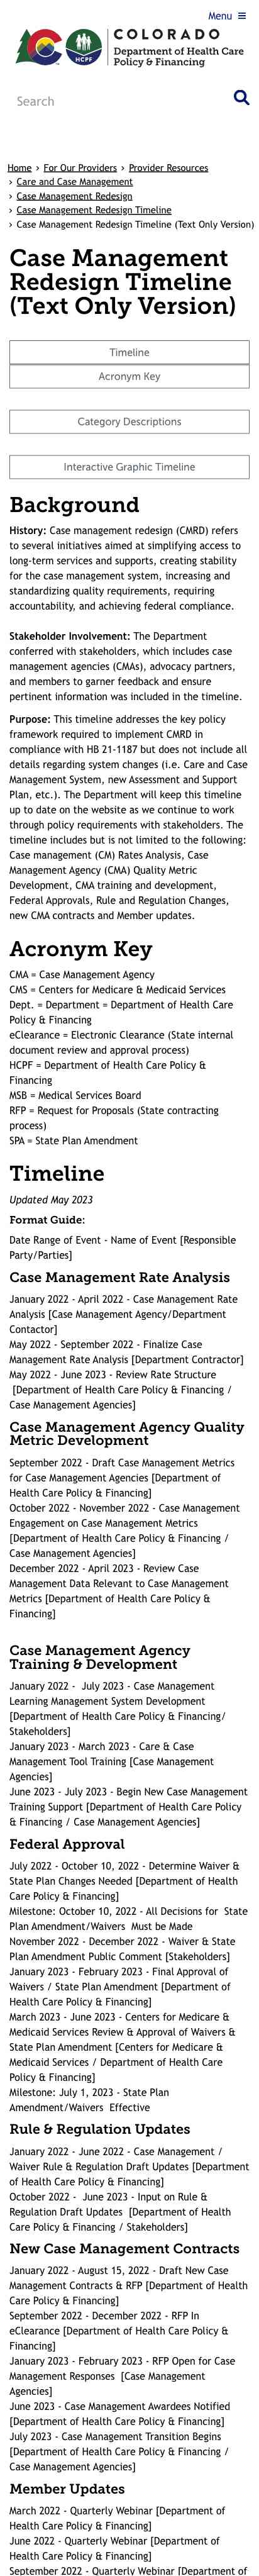 Menu ≡
COLORADO
Department of Health Care
Policy & Financing
CO
HCPF
TM
Search
Home › For Our Providers › Provider Resources
› Care and Case Management
› Case Management Redesign
› Case Management Redesign Timeline
› Case Management Redesign Timeline (Text Only Version)
Case Management
Redesign Timeline
(Text Only Version)
Timeline
Acronym Key
Category Descriptions
Interactive Graphic Timeline
Background
History: Case management redesign (CMRD) refers
to several initiatives aimed at simplifying access to
long-term services and supports, creating stability
for the case management system, increasing and
standardizing quality requirements, requiring
accountability, and achieving federal compliance.
Stakeholder Involvement: The Department
conferred with stakeholders, which includes case
management agencies (CMAs), advocacy partners,
and members to garner feedback and ensure
pertinent information was included in the timeline.
Purpose: This timeline addresses the key policy
framework required to implement CMRD in
compliance with HB 21-1187 but does not include all
details regarding system changes (i.e. Care and Case
Management System, new Assessment and Support
Plan, etc.). The Department will keep this timeline
up to date on the website as we continue to work
through policy requirements with stakeholders. The
timeline includes but is not limited to the following:
Case management (CM) Rates Analysis, Case
Management Agency (CMA) Quality Metric
Development, CMA training and development,
Federal Approvals, Rule and Regulation Changes,
new CMA contracts and Member updates.
Acronym Key
CMA = Case Management Agency
CMS = Centers for Medicare & Medicaid Services
Dept. = Department = Department of Health Care
Policy & Financing
eClearance = Electronic Clearance (State internal
document review and approval process)
HCPF = Department of Health Care Policy &
Financing
MSB = Medical Services Board
RFP = Request for Proposals (State contracting
process)
SPA = State Plan Amendment
Timeline
Updated May 2023
Format Guide:
Date Range of Event - Name of Event [Responsible
Party/Parties]
Case Management Rate Analysis
January 2022 - April 2022 - Case Management Rate
Analysis [Case Management Agency/Department
Contactor]
May 2022 - September 2022 - Finalize Case
Management Rate Analysis [Department Contractor]
May 2022 - June 2023 - Review Rate Structure
[Department of Health Care Policy & Financing /
Case Management Agencies]
Case Management Agency Quality
Metric Development
September 2022 - Draft Case Management Metrics
for Case Management Agencies [Department of
Health Care Policy & Financing]
October 2022 - November 2022 - Case Management
Engagement on Case Management Metrics
[Department of Health Care Policy & Financing /
Case Management Agencies]
December 2022 - April 2023 - Review Case
Management Data Relevant to Case Management
Metrics [Department of Health Care Policy &
Financing]
Case Management Agency
Training & Development
January 2022 -  July 2023 - Case Management
Learning Management System Development
[Department of Health Care Policy & Financing/
Stakeholders]
January 2023 - March 2023 - Care & Case
Management Tool Training [Case Management
Agencies]
June 2023 - July 2023 - Begin New Case Management
Training Support [Department of Health Care Policy
& Financing / Case Management Agencies]
Federal Approval
July 2022 - October 10, 2022 - Determine Waiver &
State Plan Changes Needed [Department of Health
Care Policy & Financing]
Milestone: October 10, 2022 - All Decisions for  State
Plan Amendment/Waivers  Must be Made
November 2022 - December 2022 - Waiver & State
Plan Amendment Public Comment [Stakeholders]
January 2023 - February 2023 - Final Approval of
Waivers / State Plan Amendment [Department of
Health Care Policy & Financing]
March 2023 - June 2023 - Centers for Medicare &
Medicaid Services Review & Approval of Waivers &
State Plan Amendment [Centers for Medicare &
Medicaid Services / Department of Health Care
Policy & Financing]
Milestone: July 1, 2023 - State Plan
Amendment/Waivers  Effective
Rule & Regulation Updates
January 2022 - June 2022 - Case Management /
Waiver Rule & Regulation Draft Updates [Department
of Health Care Policy & Financing]
October 2022 -  June 2023 - Input on Rule &
Regulation Draft Updates  [Department of Health
Care Policy & Financing / Stakeholders]
New Case Management Contracts
January 2022 - August 15, 2022 - Draft New Case
Management Contracts & RFP [Department of Health
Care Policy & Financing]
September 2022 - December 2022 - RFP In
eClearance [Department of Health Care Policy &
Financing]
January 2023 - February 2023 - RFP Open for Case
Management Responses  [Case Management
Agencies]
June 2023 - Case Management Awardees Notified
[Department of Health Care Policy & Financing]
July 2023 - Case Management Transition Begins
[Department of Health Care Policy & Financing /
Case Management Agencies]
Member Updates
March 2022 - Quarterly Webinar [Department of
Health Care Policy & Financing]
June 2022 - Quarterly Webinar [Department of
Health Care Policy & Financing]
September 2022 - Quarterly Webinar [Department of